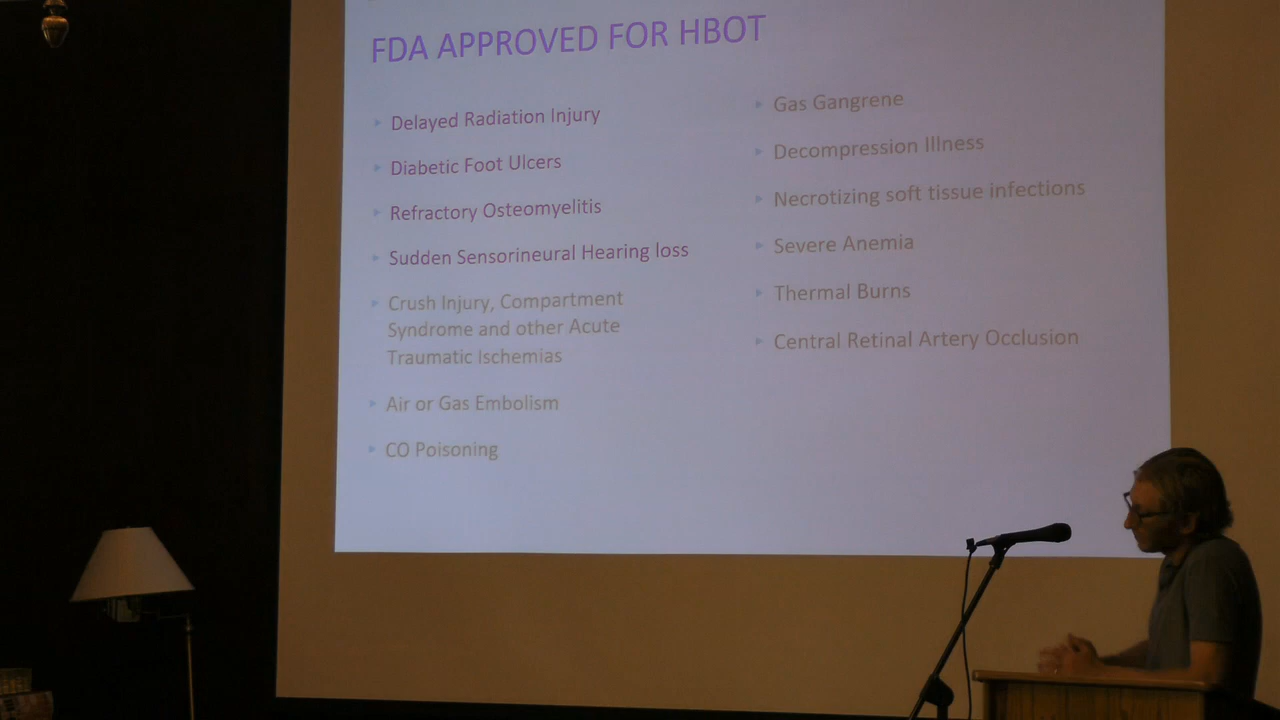 FDA APPROVED FOR HBOT
Delayed Radiation Injury
Diabetic Foot Ulcers
Refractory Osteomyelitis
Sudden Sensorineural Hearing loss
Crush Injury, Compartment
Syndrome and other Acute
Traumatic Ischemias
Air or Gas Embolism
CO Poisoning
Gas Gangrene
Decompression Illness
Necrotizing soft tissue infections
Severe Anemia
Thermal Burns
Central Retinal Artery Occlusion